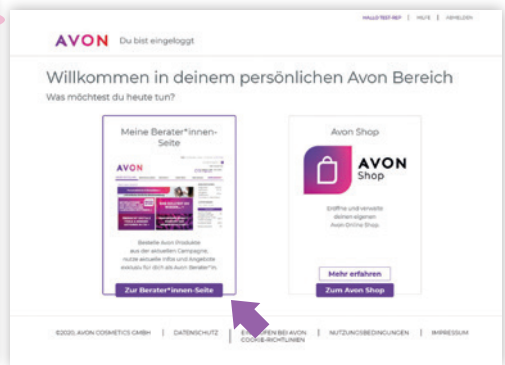 HALLO TEST-REP | HILFE | ABMELDEN
AVON Du bist eingeloggt
Willkommen in deinem persönlichen Avon Bereich
Was möchtest du heute tun?
Meine Berater*innen-
Seite
AVON
Bestelle Avon Produkte
aus der aktuellen Campagne,
nutze aktuelle Infos und Angebote
exklusiv für dich als Avon Berater*in.
Zur Berater*innen-Seite
Avon Shop
AVON
Shop
Eröffne und verwalte
deinen eigenen
Avon Online Shop.
Mehr erfahren
Zum Avon Shop
©2020, AVON COSMETICS GMBH | DATENSCHUTZ | BEI AVON | NUTZUNGSBEDINGUNGEN | IMPRESSUM
COOKIE-RICHTLINIEN